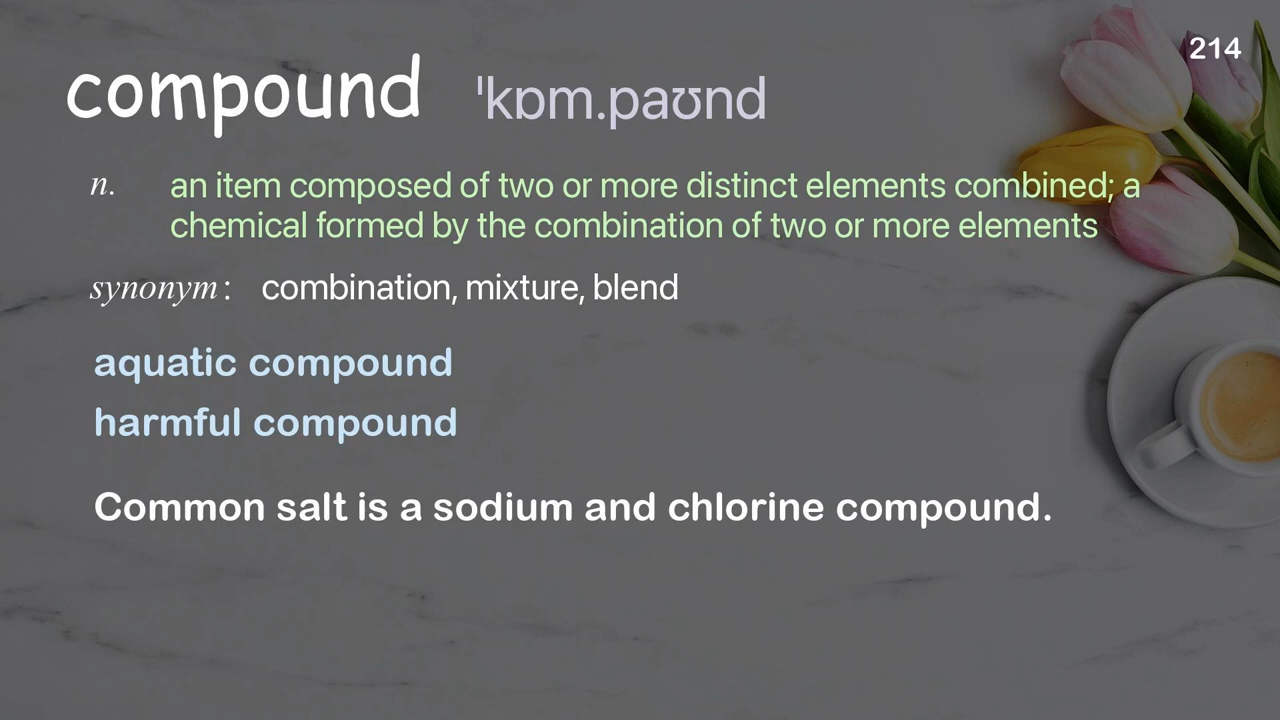 214
compound ˈkɒm.paʊnd
n. an item composed of two or more distinct elements combined; a
chemical formed by the combination of two or more elements
synonym: combination, mixture, blend
aquatic compound
harmful compound
Common salt is a sodium and chlorine compound.